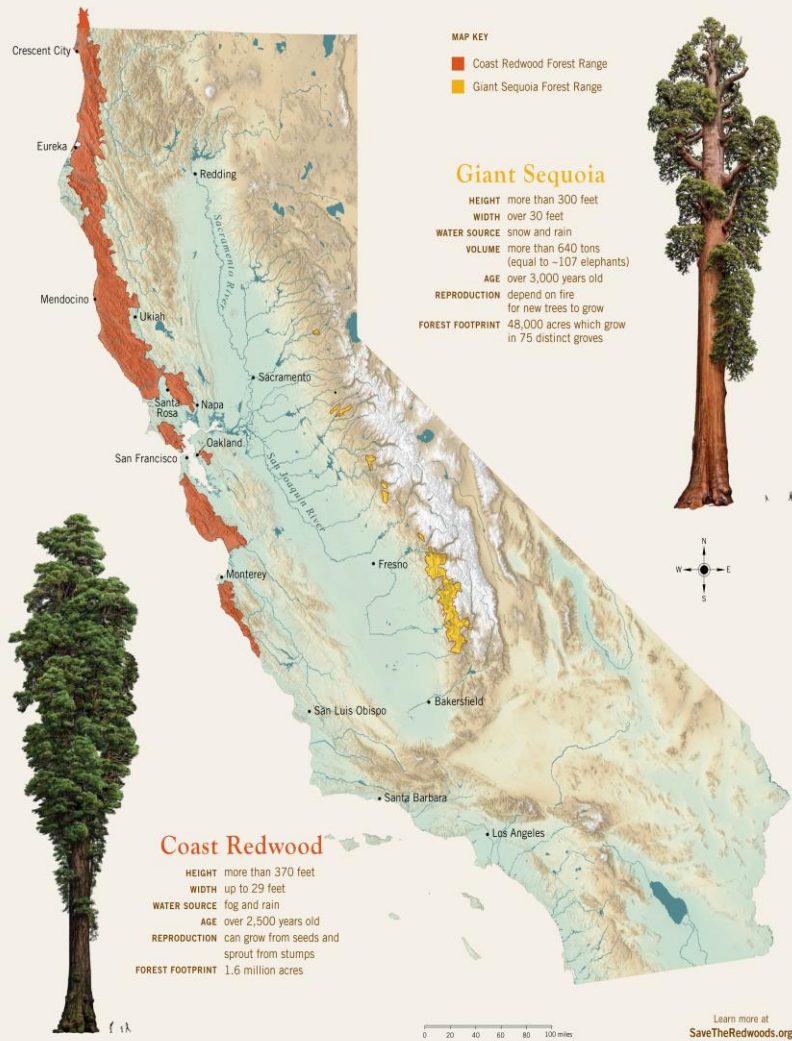 MAP KEY
Coast Redwood Forest Range
Giant Sequoia Forest Range
Giant Sequoia
HEIGHT more than 300 feet
WIDTH over 30 feet
WATER SOURCE snow and rain
VOLUME more than 640 tons
(equal to ~107 elephants)
AGE over 3,000 years old
REPRODUCTION depend on fire
for new trees to grow
FOREST FOOTPRINT 48,000 acres which grow
in 75 distinct groves
Crescent City
Eureka
Redding
Sacramento River
Mendocino
Ukiah
Sacramento
Santa
Rosa
Napa
Oakland
San Francisco
San Joaquin River
Fresno
Monterey
N
W
E
S
Bakersfield
San Luis Obispo
Santa Barbara
Los Angeles
Coast Redwood
HEIGHT more than 370 feet
WIDTH up to 29 feet
WATER SOURCE fog and rain
AGE over 2,500 years old
REPRODUCTION can grow from seeds and
sprout from stumps
FOREST FOOTPRINT 1.6 million acres
0 20 40 60 80 100 miles
Learn more at
SaveTheRedwoods.org